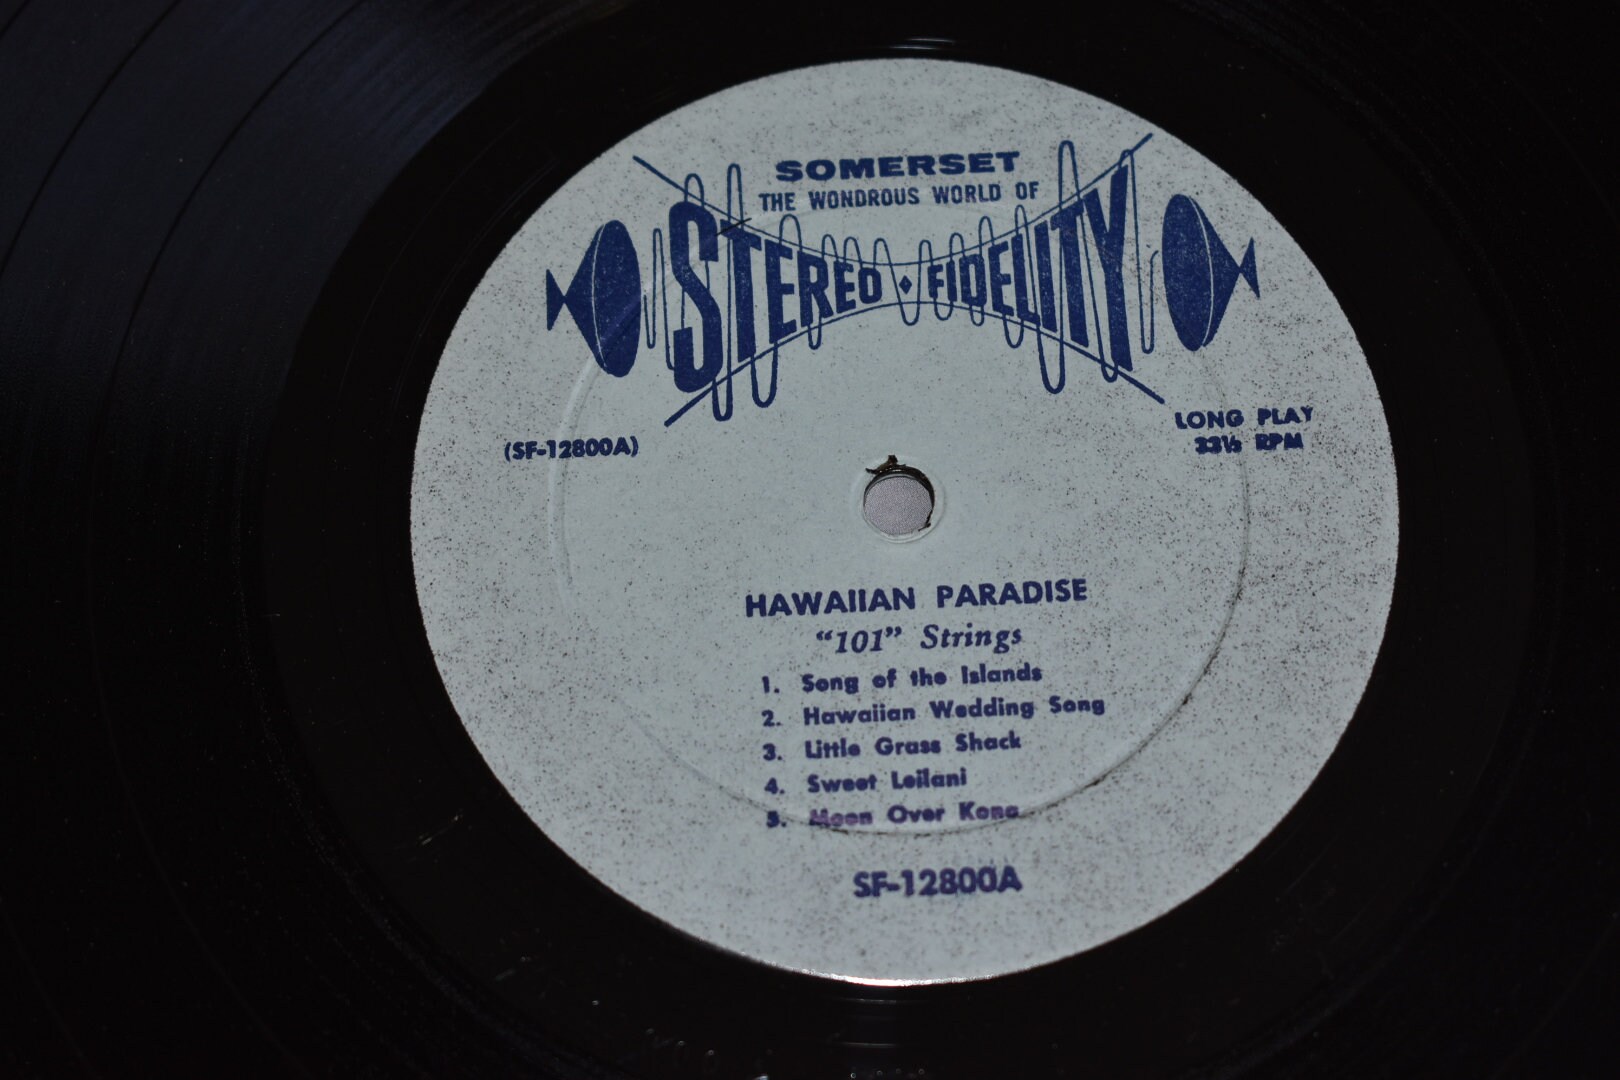 SOMERSET
THE WONDROUS WORLD OF
STEREO FIDELITY
(SF-12800A)
LONG PLAY
33⅓ RPM
HAWAIIAN PARADISE
"101" Strings
1. Song of the Islands
2. Hawaiian Wedding Song
3. Little Grass Shack
4. Sweet Leilani
5. Moon Over Kona
SF-12800A